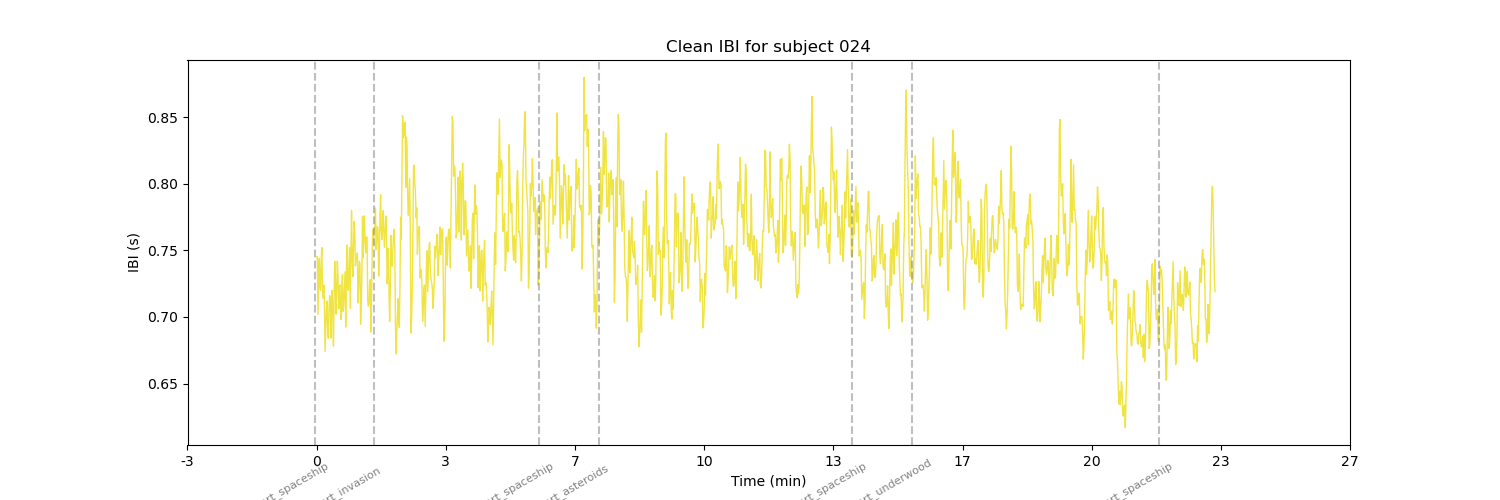 Clean IBI for subject 024
IBI (s)
0.85
0.80
0.75
0.70
0.65
-3 0 3 7 10 13 17 20 23 27
rt_spaceship rt_invasion rt_spaceship rt_asteroids rt_spaceship rt_underwood rt_spaceship
Time (min)